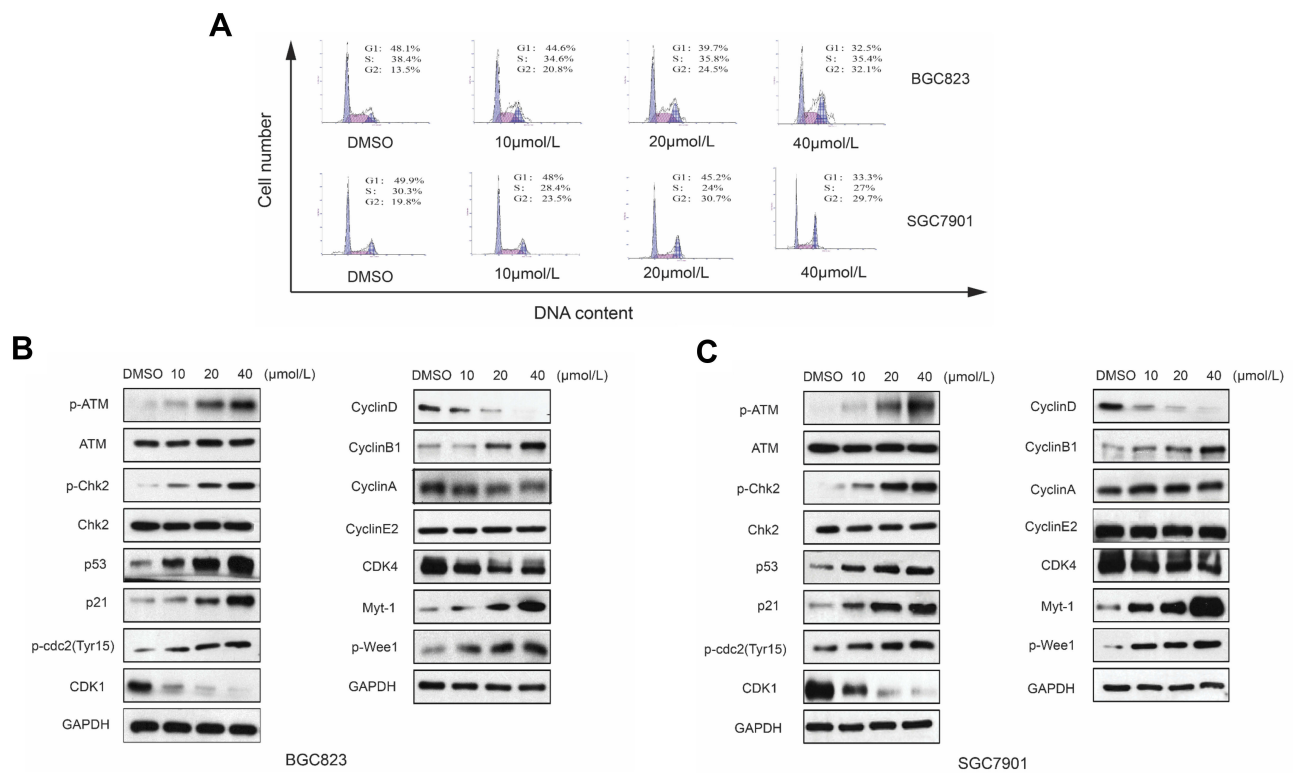 A
G1: 48.1%
S: 38.4%
G2: 13.5%
G1: 44.6%
S: 34.6%
G2: 20.8%
G1: 39.7%
S: 35.8%
G2: 24.5%
G1: 32.5%
S: 35.4%
G2: 32.1%
BGC823
DMSO
10μmol/L
20μmol/L
40μmol/L
G1: 49.9%
S: 30.3%
G2: 19.8%
G1: 48%
S: 28.4%
G2: 23.5%
G1: 45.2%
S: 24%
G2: 30.7%
G1: 33.3%
S: 27%
G2: 29.7%
SGC7901
DMSO
10μmol/L
20μmol/L
40μmol/L
Cell number
DNA content
B
DMSO 10 20 40 (μmol/L)
p-ATM
ATM
p-Chk2
Chk2
p53
p21
p-cdc2(Tyr15)
CDK1
GAPDH
DMSO 10 20 40 (μmol/L)
CyclinD
CyclinB1
CyclinA
CyclinE2
CDK4
Myt-1
p-Wee1
GAPDH
BGC823
C
DMSO 10 20 40 (μmol/L)
p-ATM
ATM
p-Chk2
Chk2
p53
p21
p-cdc2(Tyr15)
CDK1
GAPDH
DMSO 10 20 40 (μmol/L)
CyclinD
CyclinB1
CyclinA
CyclinE2
CDK4
Myt-1
p-Wee1
GAPDH
SGC7901